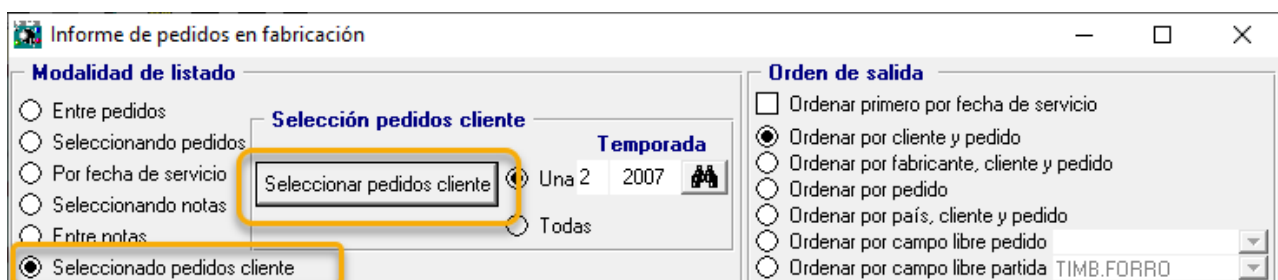 Informe de pedidos en fabricación
Modalidad de listado
Entre pedidos
Seleccionando pedidos
Por fecha de servicio
Seleccionando notas
Entre notas
Seleccionado pedidos cliente
Selección pedidos cliente
Temporada
Seleccionar pedidos cliente
Una 2 2007
Todas
Orden de salida
Ordenar primero por fecha de servicio
Ordenar por cliente y pedido
Ordenar por fabricante, cliente y pedido
Ordenar por pedido
Ordenar por país, cliente y pedido
Ordenar por campo libre pedido
Ordenar por campo libre partida TIMB.FORRO